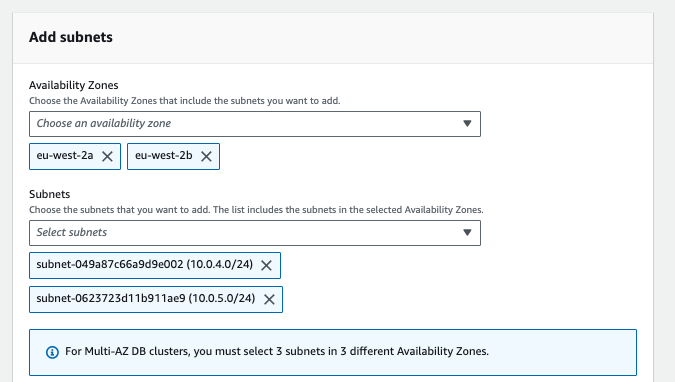 Add subnets
Availability Zones
Choose the Availability Zones that include the subnets you want to add.
Choose an availability zone
eu-west-2a
eu-west-2b
Subnets
Choose the subnets that you want to add. The list includes the subnets in the selected Availability Zones.
Select subnets
subnet-049a87c66a9d9e002 (10.0.4.0/24)
subnet-0623723d11b911ae9 (10.0.5.0/24)
For Multi-AZ DB clusters, you must select 3 subnets in 3 different Availability Zones.